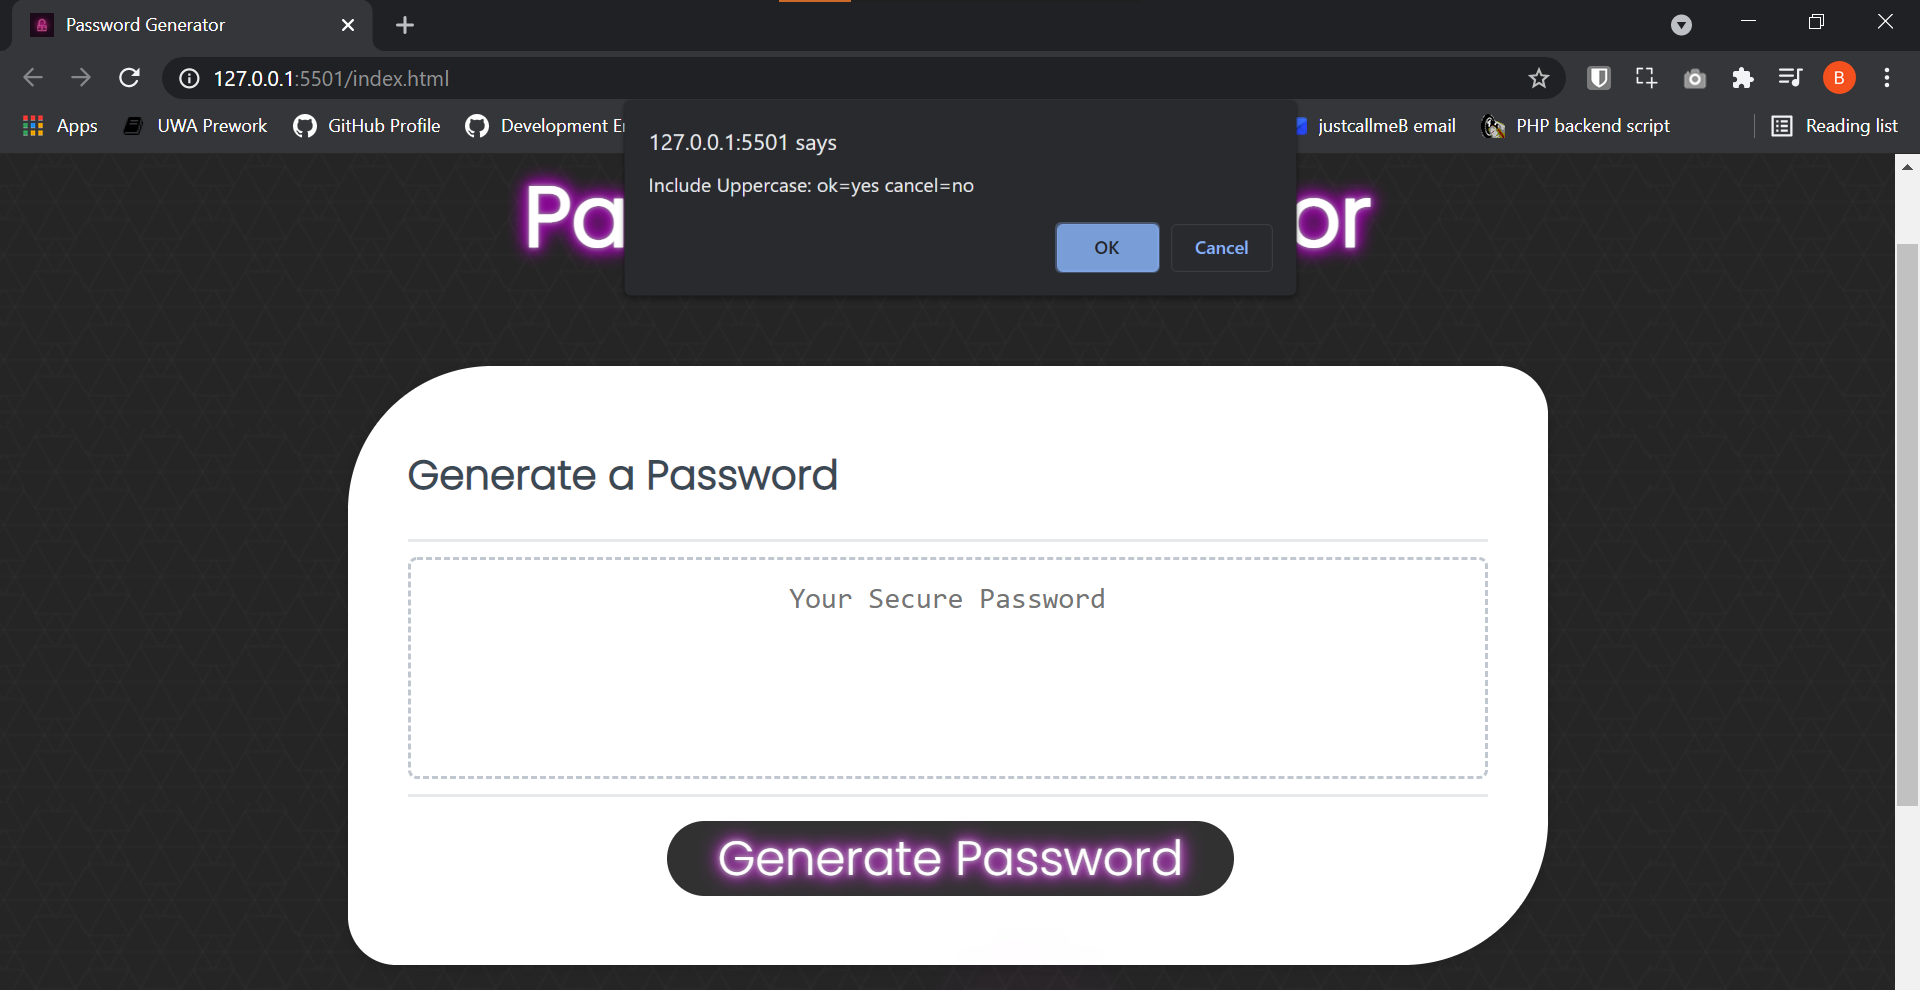 Password Generator
127.0.0.1:5501/index.html
B
Apps
UWA Prework
GitHub Profile
Development
justcallmeB email
PHP backend script
Reading list
127.0.0.1:5501 says
Include Uppercase: ok=yes cancel=no
OK
Cancel
Pa or
Generate a Password
Your Secure Password
Generate Password